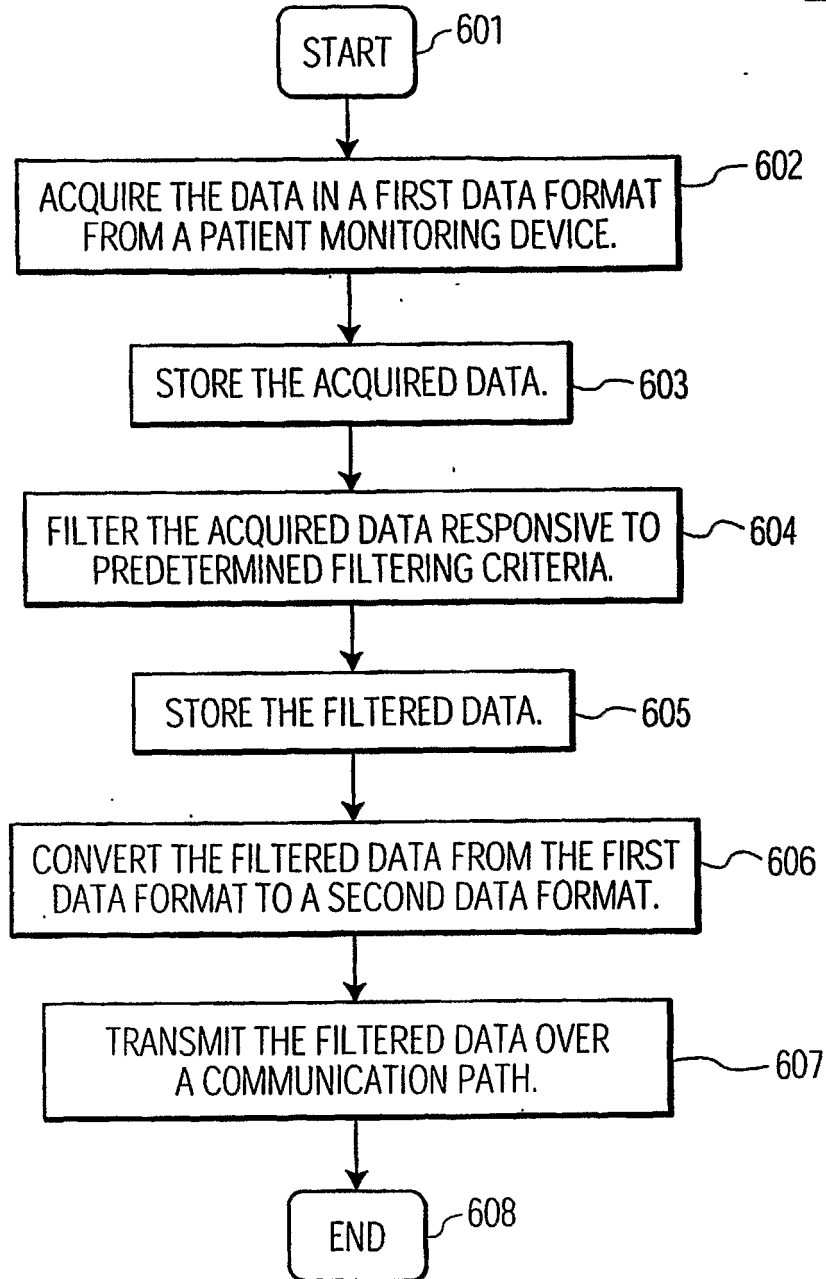 START
601
ACQUIRE THE DATA IN A FIRST DATA FORMAT
FROM A PATIENT MONITORING DEVICE.
602
STORE THE ACQUIRED DATA.
603
FILTER THE ACQUIRED DATA RESPONSIVE TO
PREDETERMINED FILTERING CRITERIA.
604
STORE THE FILTERED DATA.
605
CONVERT THE FILTERED DATA FROM THE FIRST
DATA FORMAT TO A SECOND DATA FORMAT.
606
TRANSMIT THE FILTERED DATA OVER
A COMMUNICATION PATH.
607
END
608